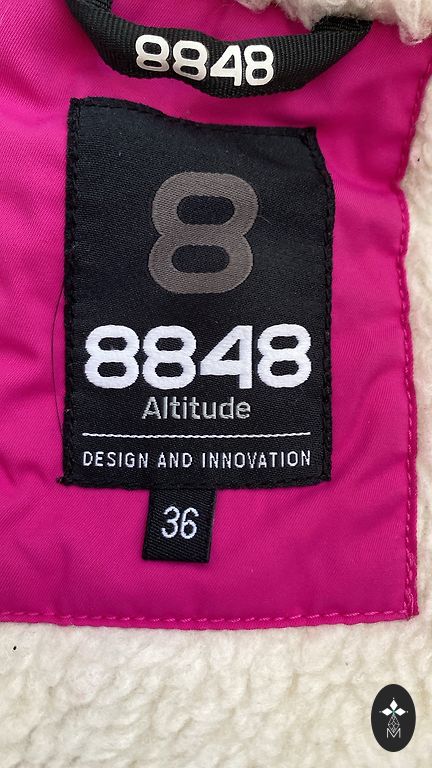 8848
8
8848
Altitude
DESIGN AND INNOVATION
36
M